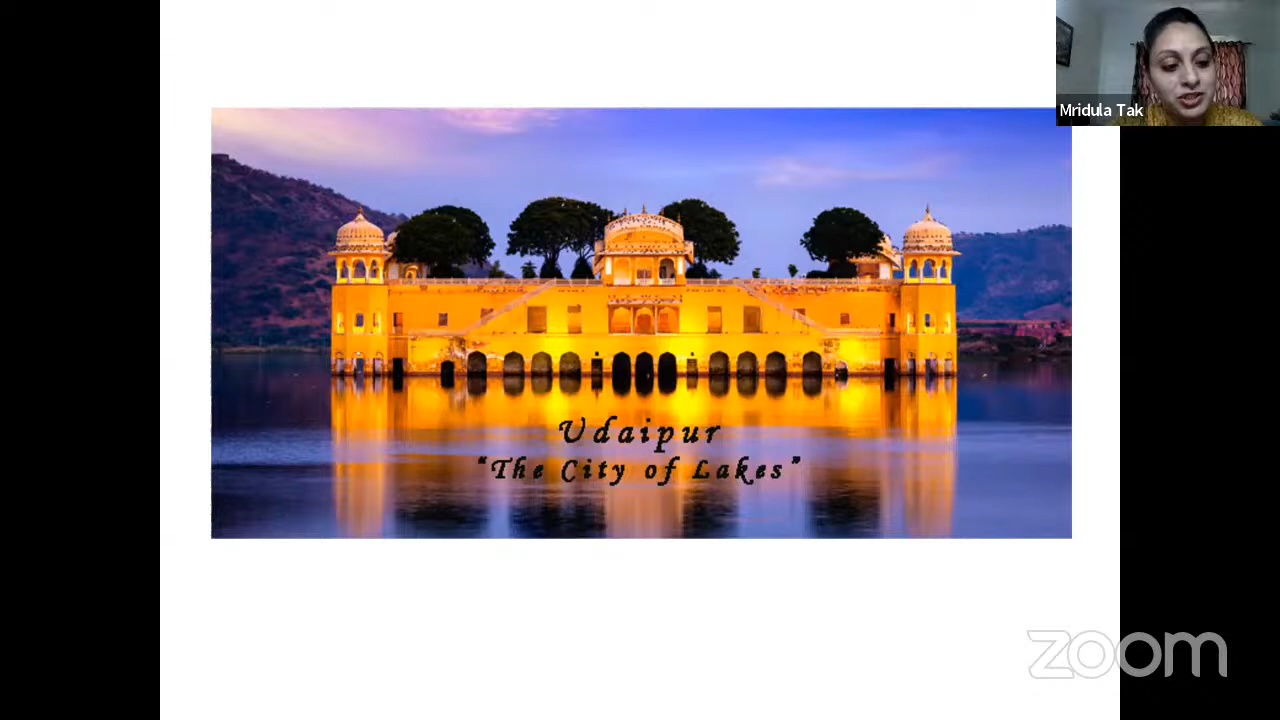 Mridula Tak
Udaipur
“The City of Lakes”
zoom